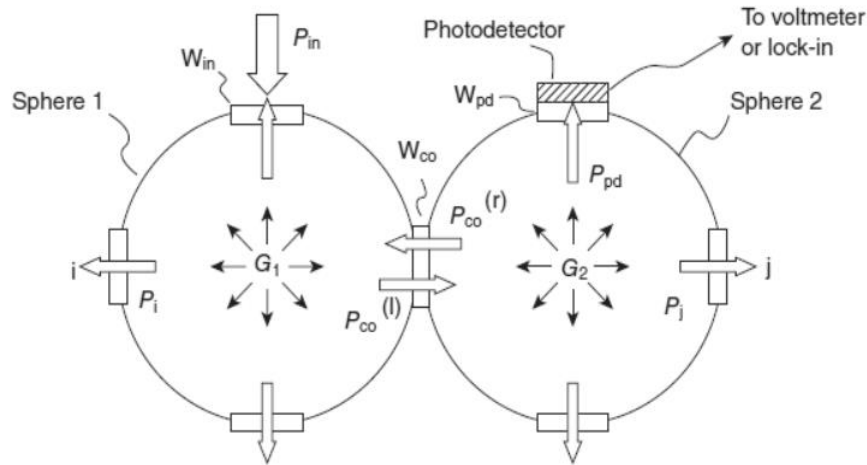 To voltmeter
or lock-in
Photodetector
P_in
W_in
W_pd
Sphere 1
Sphere 2
W_co
P_pd
P_co^(r)
i
G_1
G_2
j
P_i
P_co^(l)
P_j